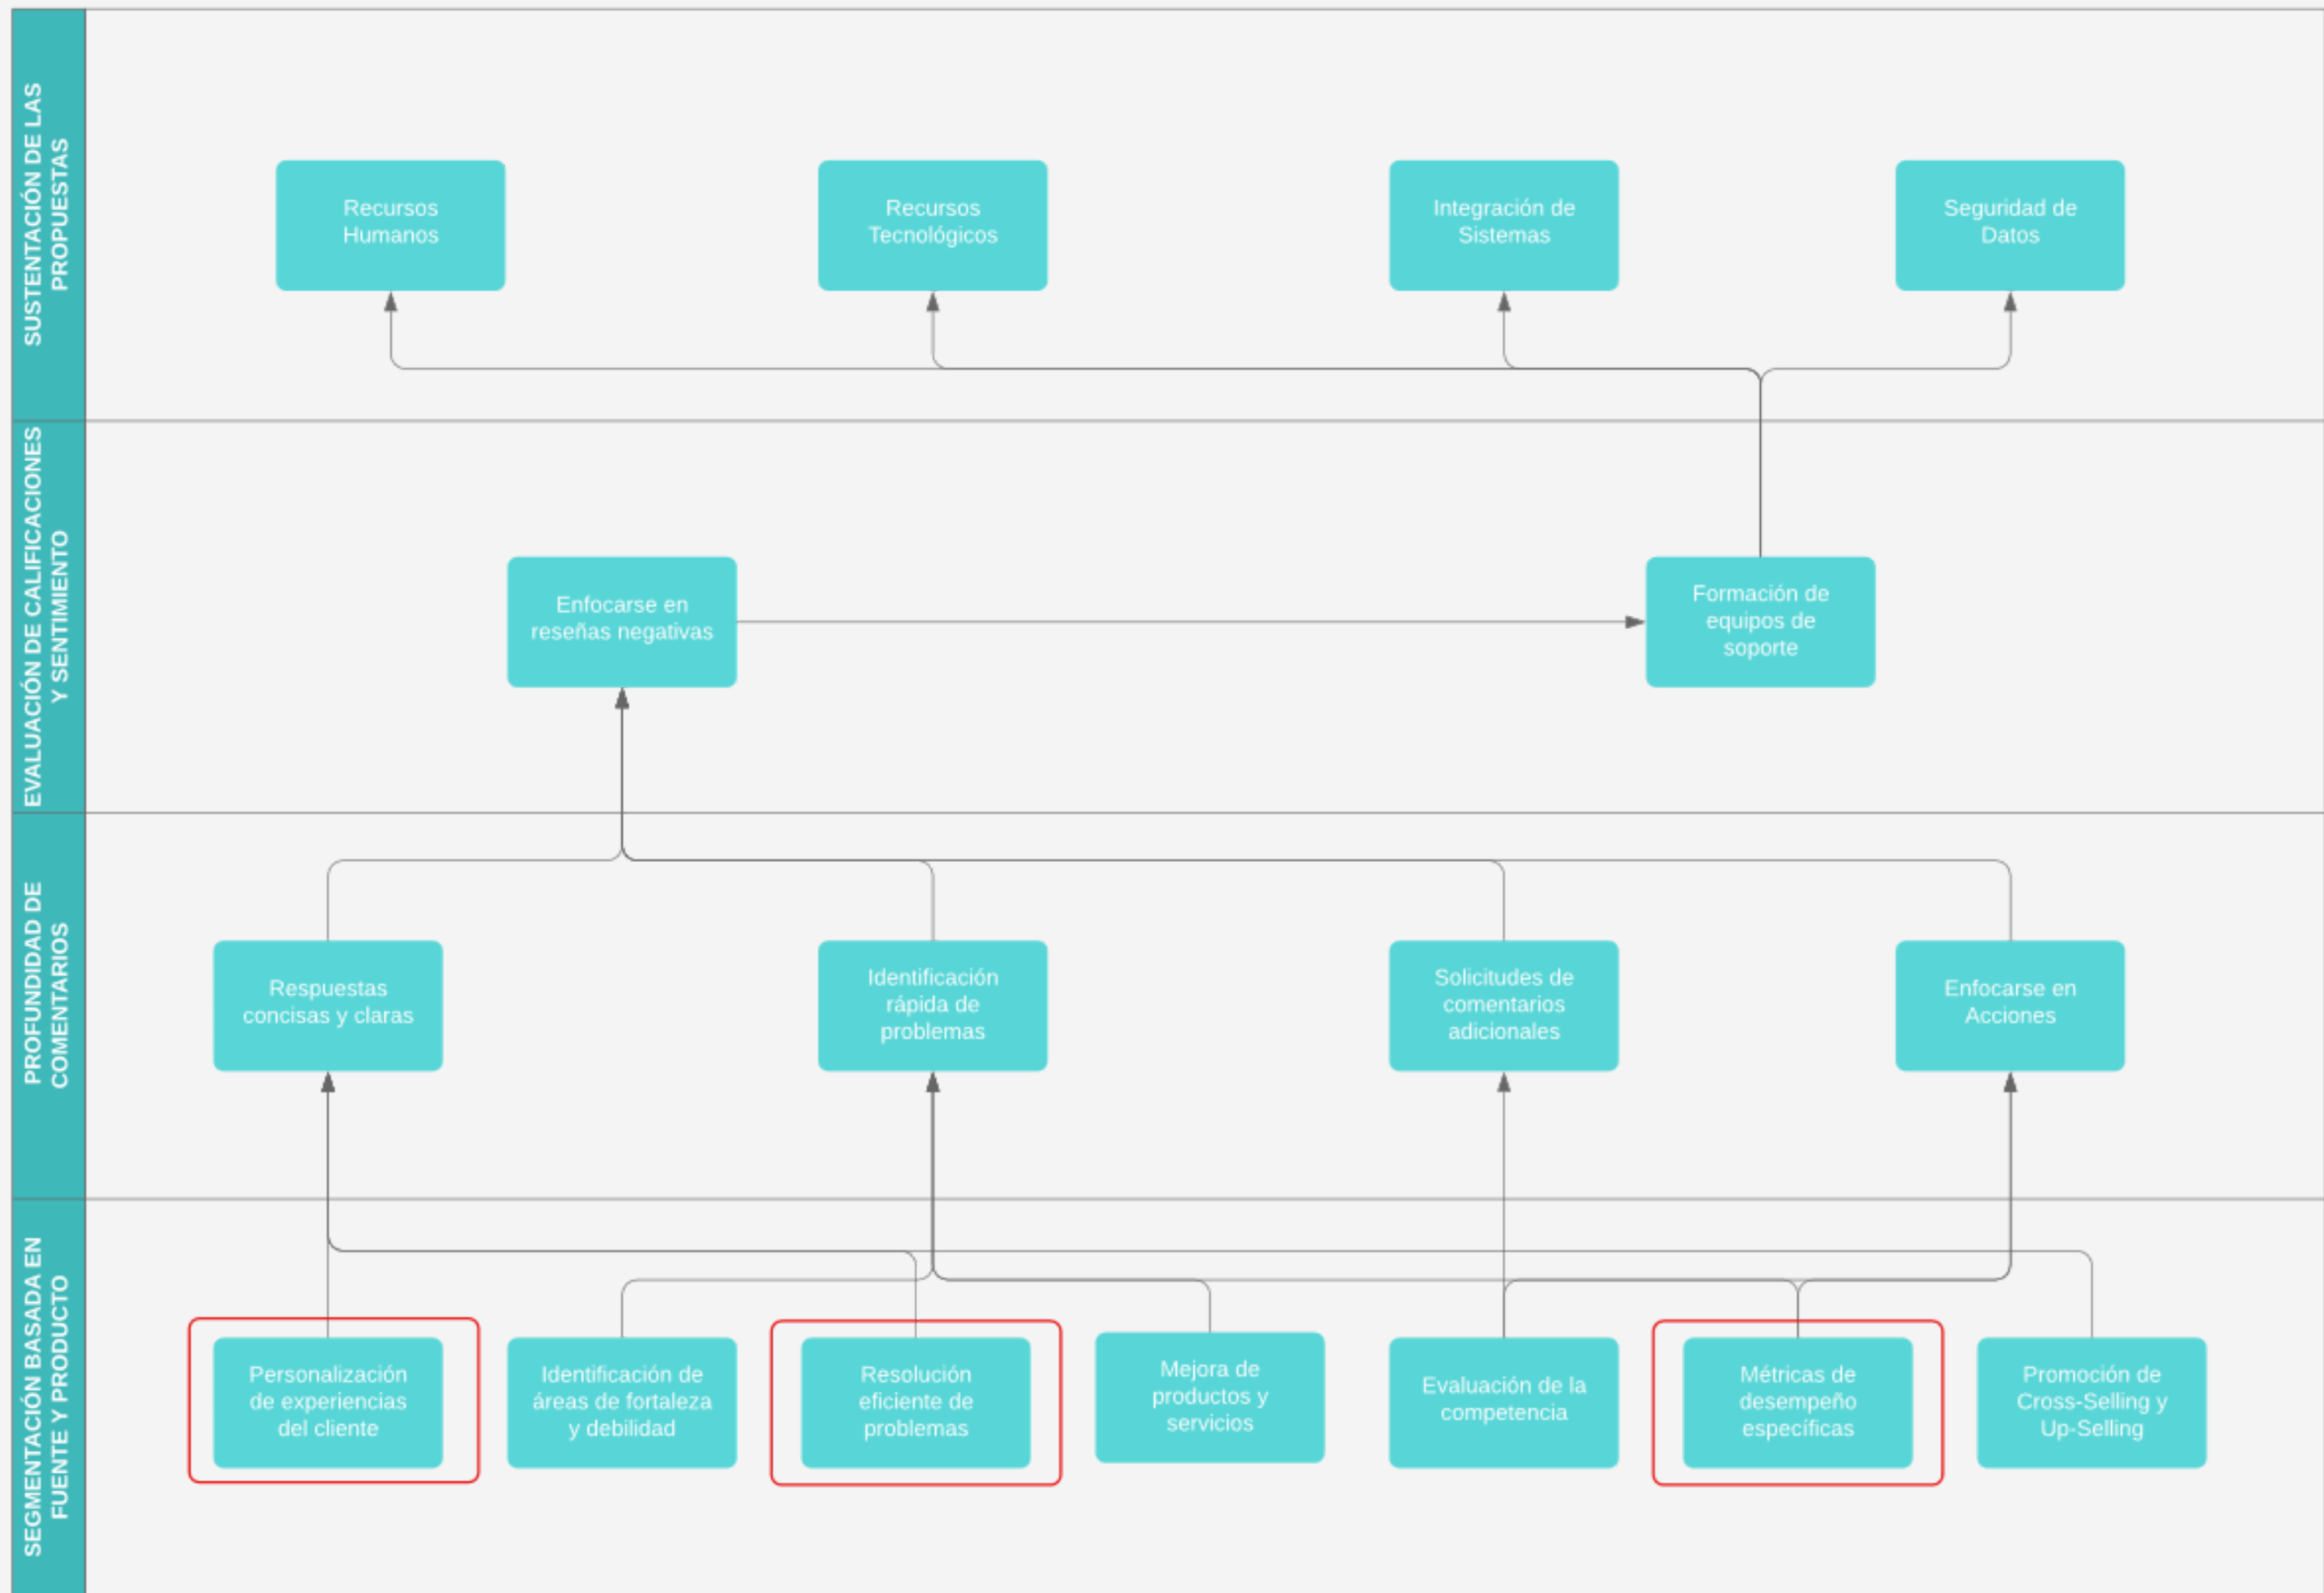 SUSTENTACIÓN DE LAS
PROPUESTAS
Recursos
Humanos
Recursos
Tecnológicos
Integración de
Sistemas
Seguridad de
Datos
EVALUACIÓN DE CALIFICACIONES
Y SENTIMIENTO
Enfocarse en
reseñas negativas
Formación de
equipos de
soporte
PROFUNDIDAD DE
COMENTARIOS
Respuestas
concisas y claras
Identificación
rápida de
problemas
Solicitudes de
comentarios
adicionales
Enfocarse en
Acciones
SEGMENTACIÓN BASADA EN
FUENTE Y PRODUCTO
Personalización
de experiencias
del cliente
Identificación de
áreas de fortaleza
y debilidad
Resolución
eficiente de
problemas
Mejora de
productos y
servicios
Evaluación de la
competencia
Métricas de
desempeño
específicas
Promoción de
Cross-Selling y
Up-Selling